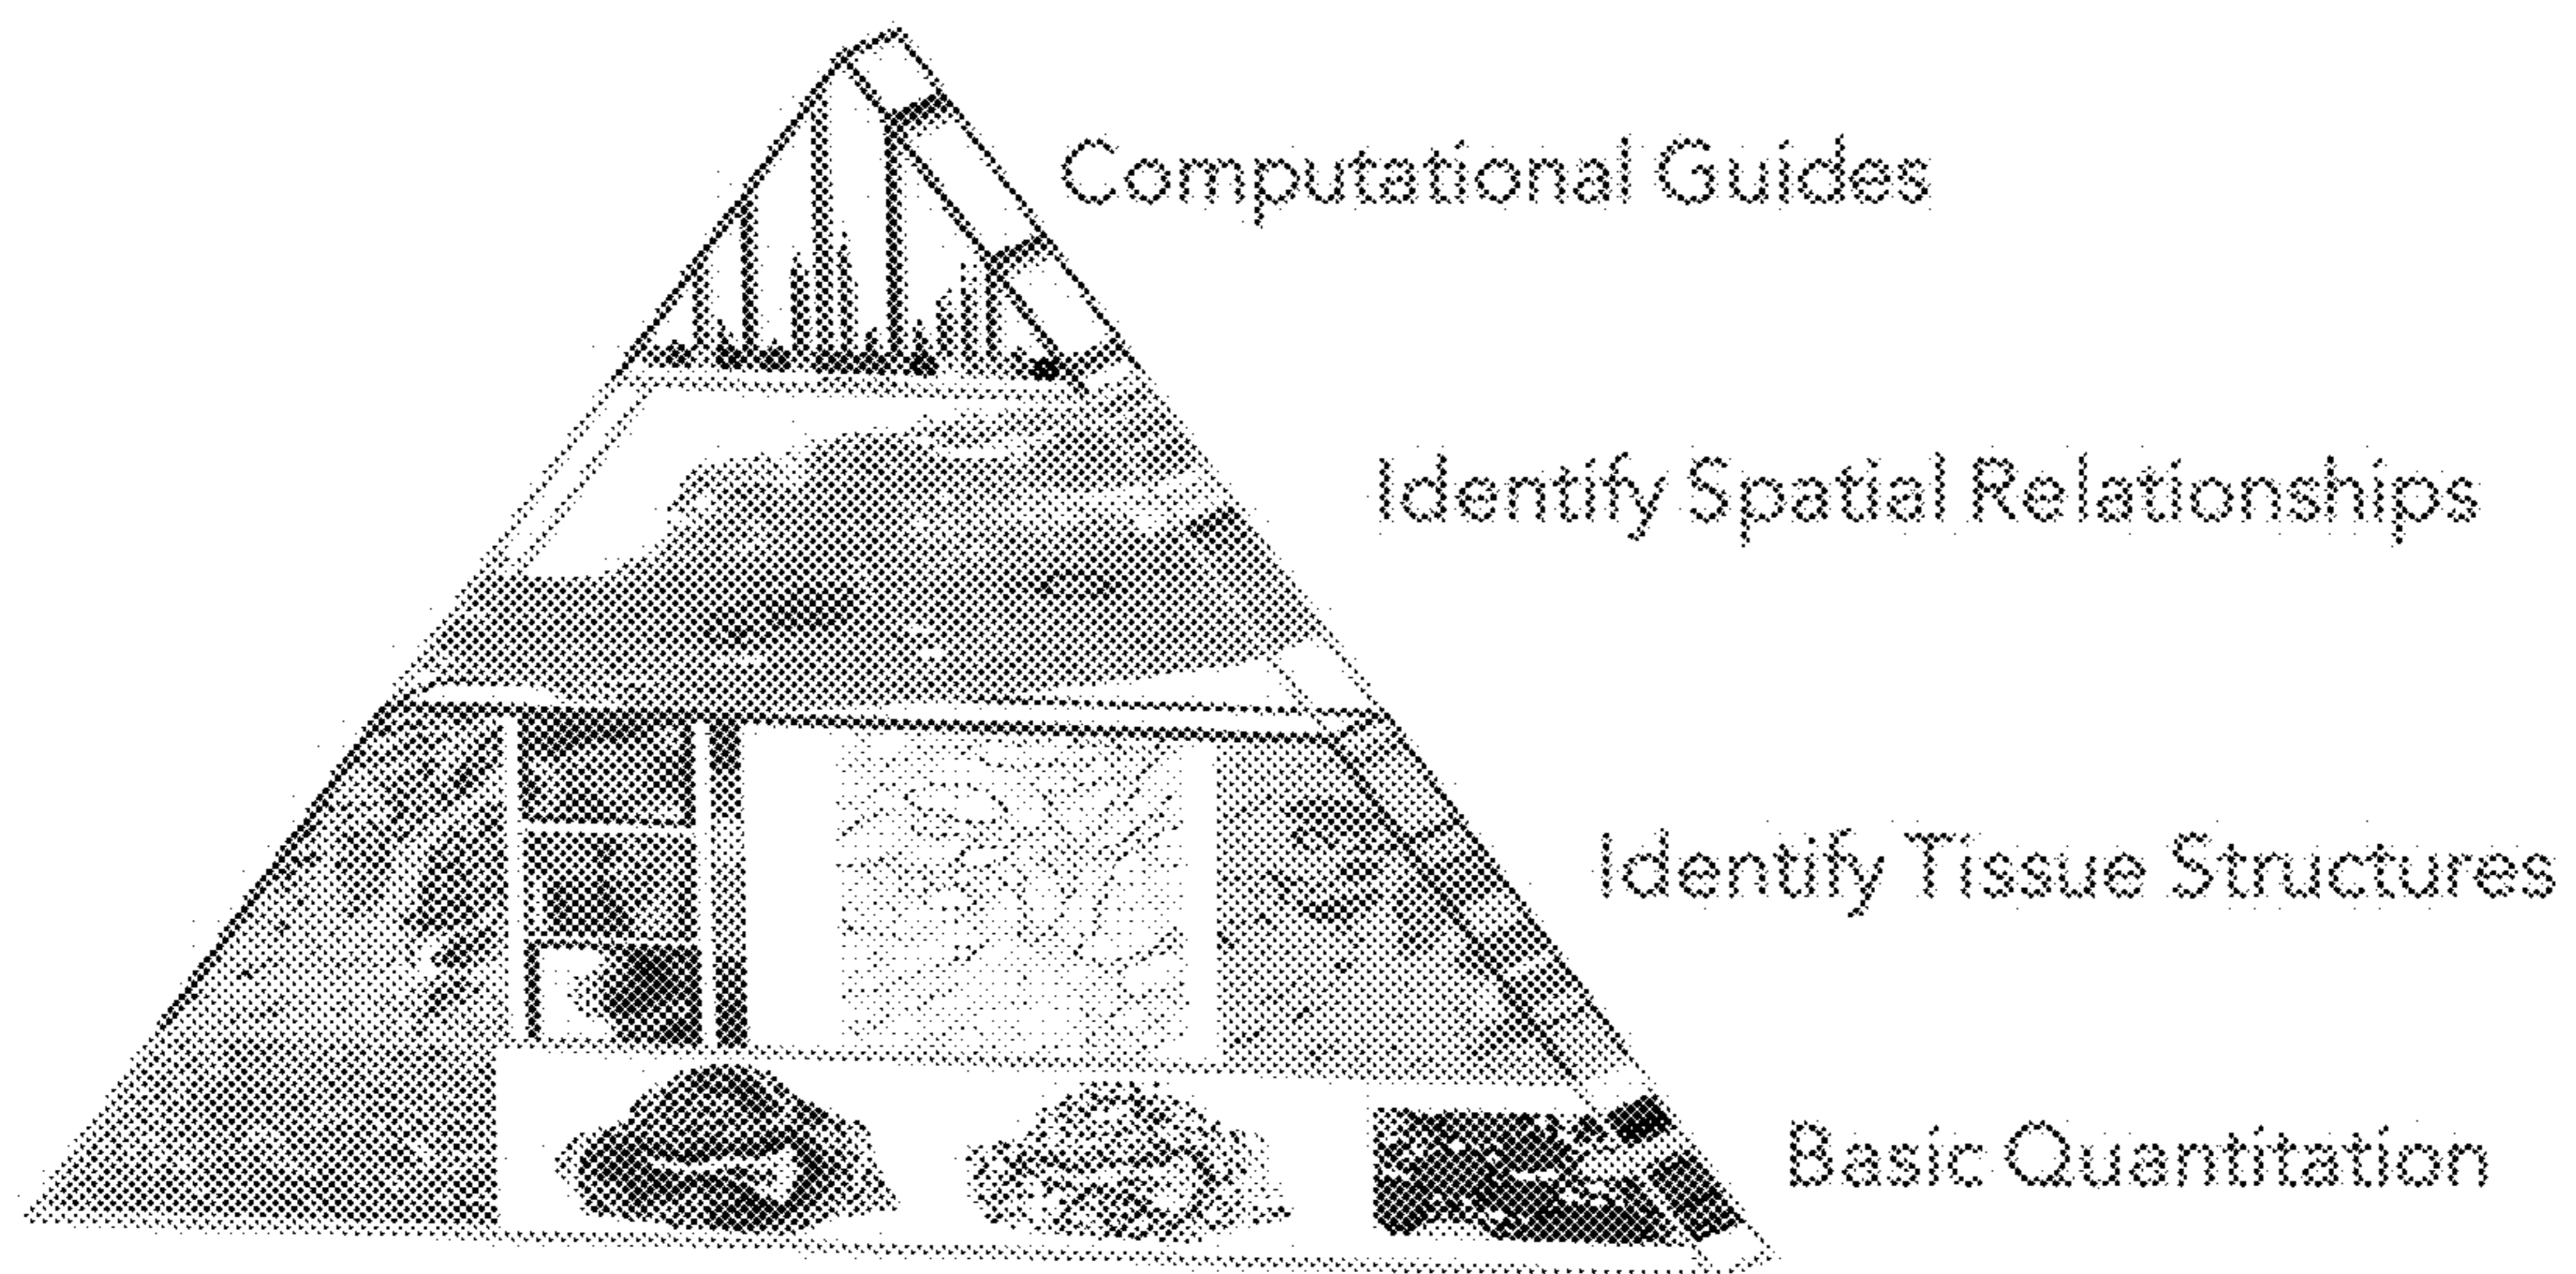 Computational Guides
Identify Spatial Relationships
Identify Tissue Structures
Basic Quantitation